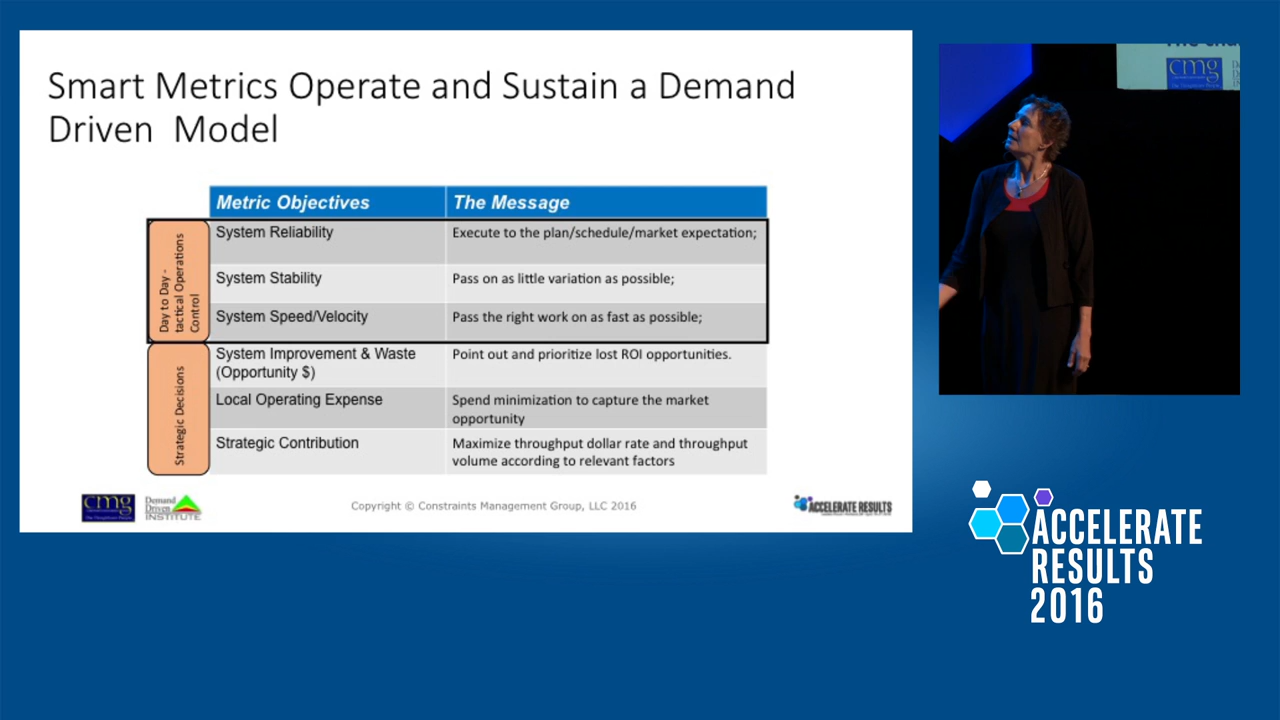 Smart Metrics Operate and Sustain a Demand
Driven Model
Metric Objectives
The Message
Day to Day -
tactical Operations
Control
System Reliability
Execute to the plan/schedule/market expectation;
System Stability
Pass on as little variation as possible;
System Speed/Velocity
Pass the right work on as fast as possible;
Strategic Decisions
System Improvement & Waste
(Opportunity $)
Point out and prioritize lost ROI opportunities.
Local Operating Expense
Spend minimization to capture the market
opportunity
Strategic Contribution
Maximize throughput dollar rate and throughput
volume according to relevant factors
cmg
Demand
Driven
INSTITUTE
Copyright © Constraints Management Group, LLC 2016
ACCELERATE RESULTS
cmg
ACCELERATE
RESULTS
2016